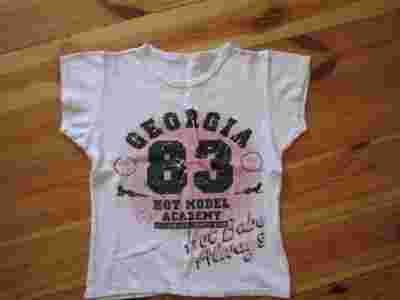 GEORGIA
83
HOT MODEL
ACADEMY
Hot Babe
Always